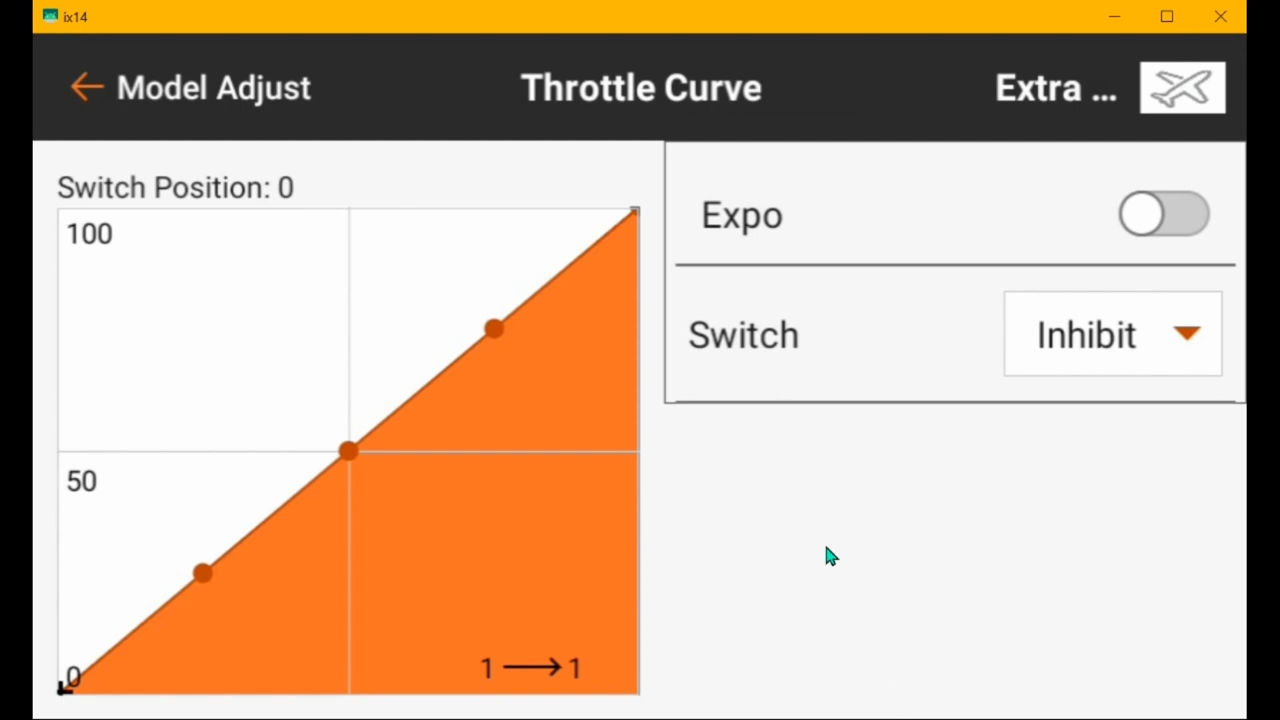 ix14
Model Adjust
Throttle Curve
Extra ...
Switch Position: 0
100
50
0
1 → 1
Expo
Switch
Inhibit